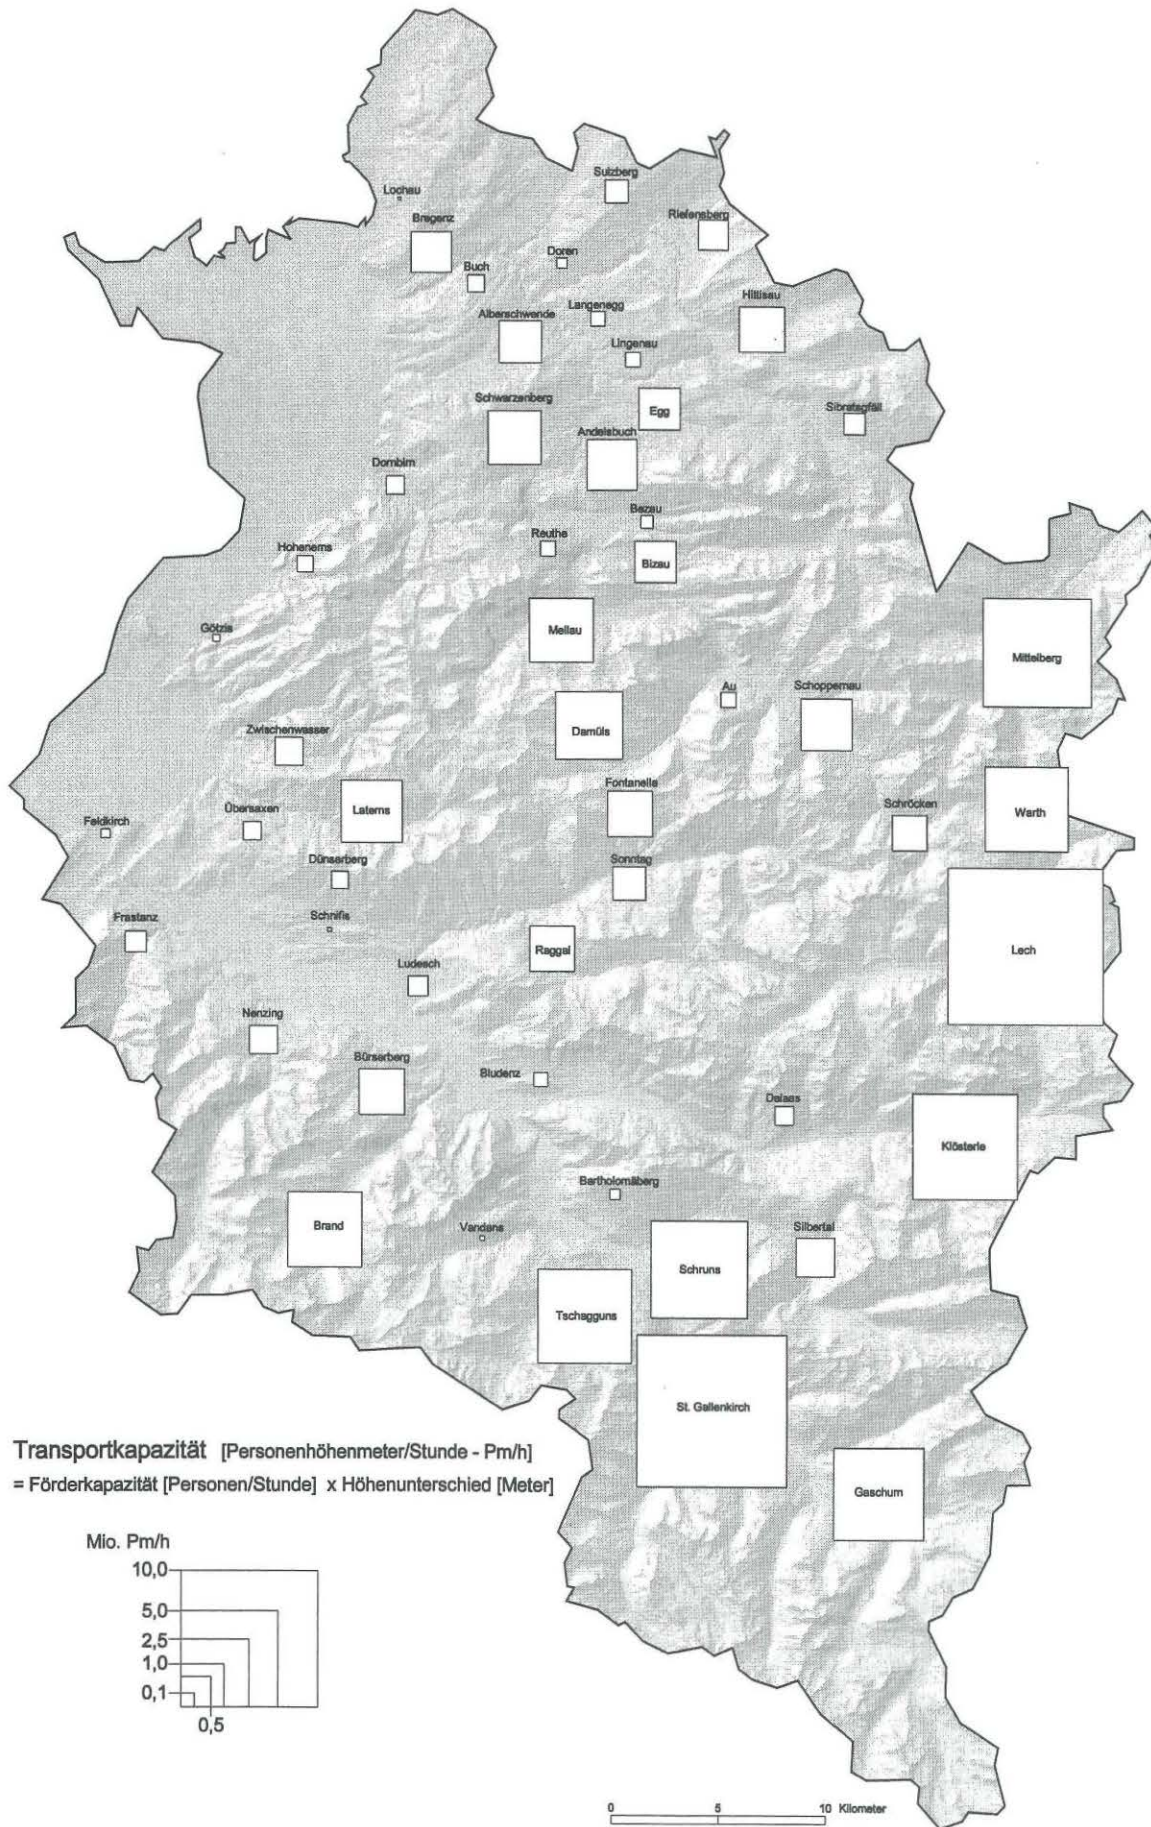 Sulzberg
Lochau
Bregenz
Riefensberg
Doren
Buch
Hittisau
Langenegg
Alberschwende
Lingenau
Schwarzenberg
Egg
Sibratsgfäll
Andelsbuch
Dornbirn
Bezau
Reuthe
Hohenems
Bizau
Götzis
Mellau
Mittelberg
Au
Schoppernau
Zwischenwasser
Damüls
Fontanella
Laterns
Übersaxen
Schröcken
Warth
Feldkirch
Dünserberg
Sonntag
Frastanz
Schnifis
Raggal
Lech
Ludesch
Nenzing
Bürserberg
Bludenz
Dalaas
Klösterle
Bartholomäberg
Brand
Vandans
Silbertal
Schruns
Tschagguns
St. Gallenkirch
Transportkapazität [Personenhöhenmeter/Stunde - Pm/h]
= Förderkapazität [Personen/Stunde] x Höhenunterschied [Meter]
Gaschurn
Mio. Pm/h
10,0
5,0
2,5
1,0
0,1
0,5
0 5 10 Kilometer